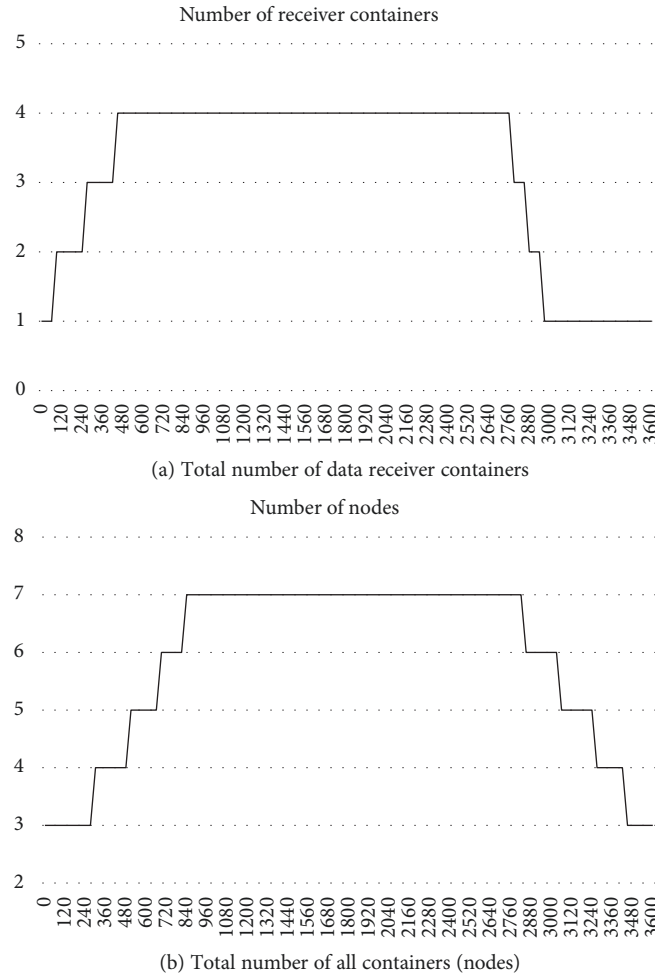 Number of receiver containers
5
4
3
2
1
0
0 120 240 360 480 600 720 840 960 1080 1200 1320 1440 1560 1680 1800 1920 2040 2160 2280 2400 2520 2640 2760 2880 3000 3120 3240 3360 3480 3600
(a) Total number of data receiver containers
Number of nodes
8
7
6
5
4
3
2
0 120 240 360 480 600 720 840 960 1080 1200 1320 1440 1560 1680 1800 1920 2040 2160 2280 2400 2520 2640 2760 2880 3000 3120 3240 3360 3480 3600
(b) Total number of all containers (nodes)